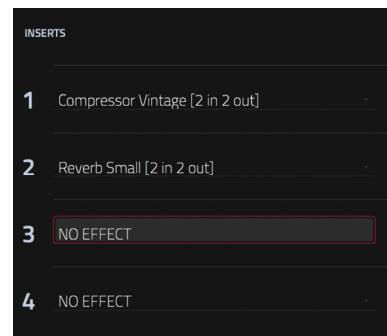 INSERTS
1 Compressor Vintage [2 in 2 out]
2 Reverb Small [2 in 2 out]
3 NO EFFECT
4 NO EFFECT